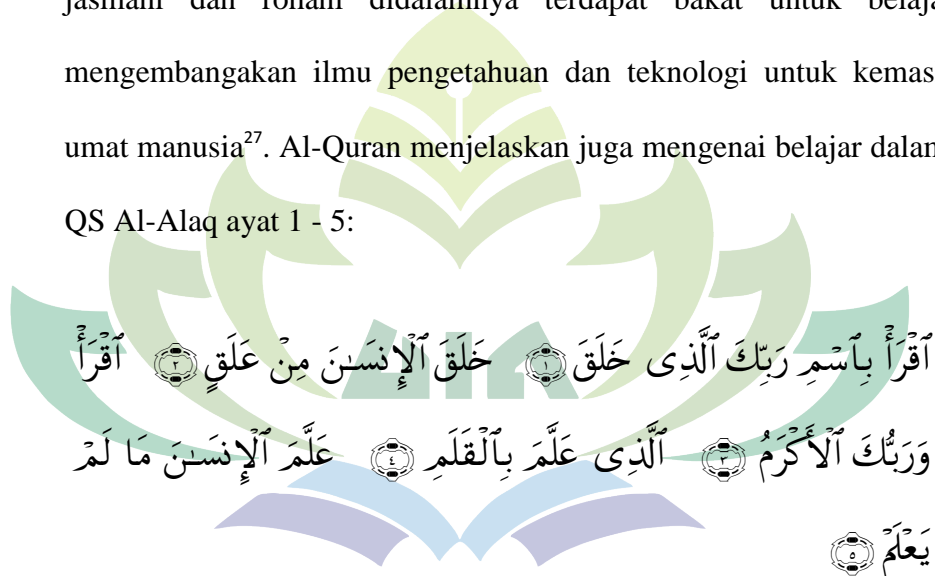 jasmani dan rohani didalamnya terdapat bakat untuk belaja
mengembangakan ilmu pengetahuan dan teknologi untuk kemas
umat manusia²⁷. Al-Quran menjelaskan juga mengenai belajar dalam
QS Al-Alaq ayat 1 - 5:
ٱقۡرَأۡ بِٱسۡمِ رَبِّكَ ٱلَّذِى خَلَقَ ۝١ خَلَقَ ٱلۡإِنسَـٰنَ مِنۡ عَلَقٍ ۝٢ ٱقۡرَأۡ
وَرَبُّكَ ٱلۡأَكۡرَمُ ۝٣ ٱلَّذِى عَلَّمَ بِٱلۡقَلَمِ ۝٤ عَلَّمَ ٱلۡإِنسَـٰنَ مَا لَمۡ
يَعۡلَمۡ ۝٥